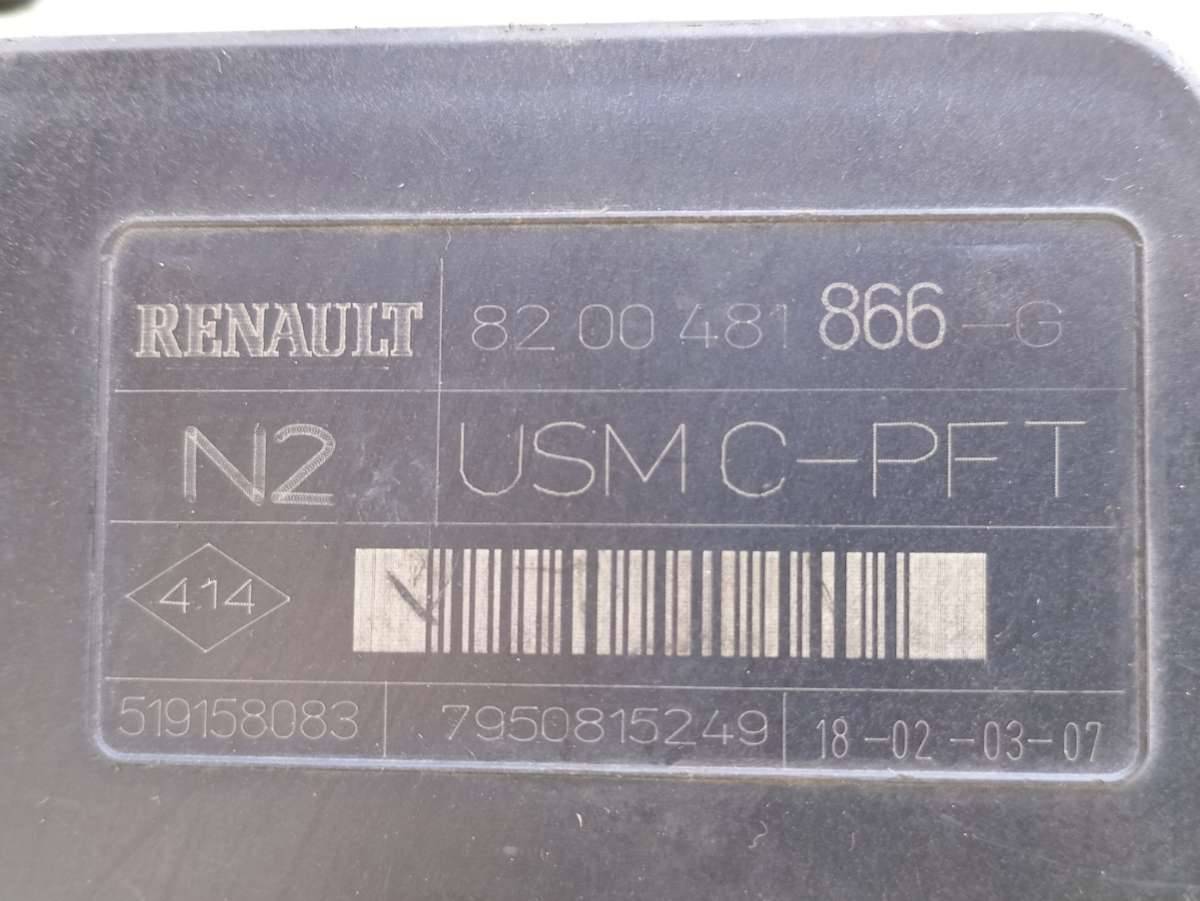 RENAULT 82 00 481 866 -G
N2 USM C-PFT
414
519158083 7950815249 18-02-03-07